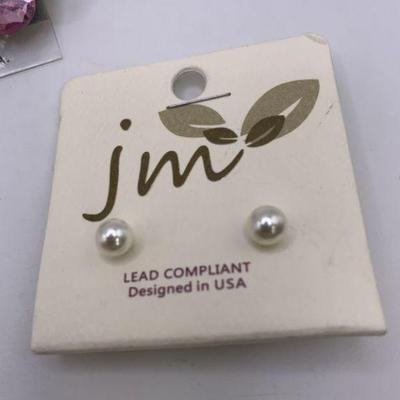 jm
LEAD COMPLIANT
Designed in USA